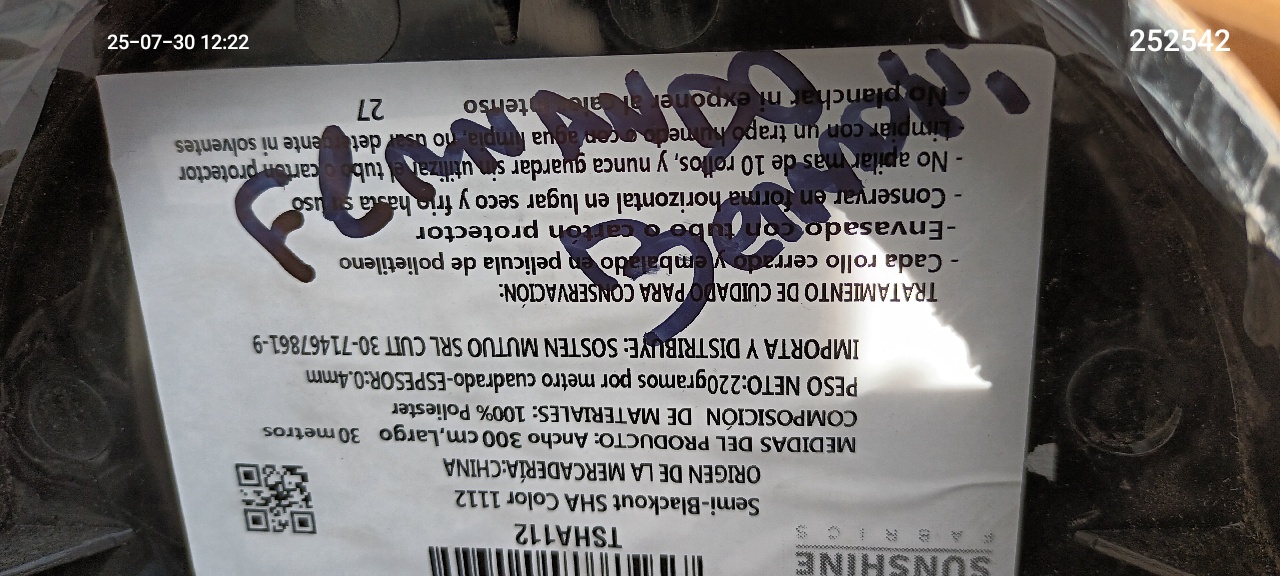 25-07-30 12:22
252542
SUNSHINE
FABRICS
TSHA1112
Semi-Blackout SHA Color 1112
ORIGEN DE LA MERCADERÍA:CHINA
MEDIDAS DEL PRODUCTO: Ancho 300 cm,Largo 30 metros
COMPOSICIÓN DE MATERIALES: 100% Poliester
PESO NETO:220gramos por metro cuadrado-ESPESOR:0.4mm
IMPORTA Y DISTRIBUYE: SOSTEN MUTUO SRL CUIT 30-71467861-9
TRATAMIENTO DE CUIDADO PARA CONSERVACIÓN:
- Cada rollo cerrado y embalado en pelicula de polietileno
-Envasado con tubo o cartón protector
- Conservar en forma horizontal en lugar seco y frio hasta su uso
- No apilar mas de 10 rollos, y nunca guardar sin utilizar el tubo o carton protector
- Limpiar con un trapo humedo o con agua limpia, no usar detergente ni solventes
- No planchar ni exponer al calor intenso
27